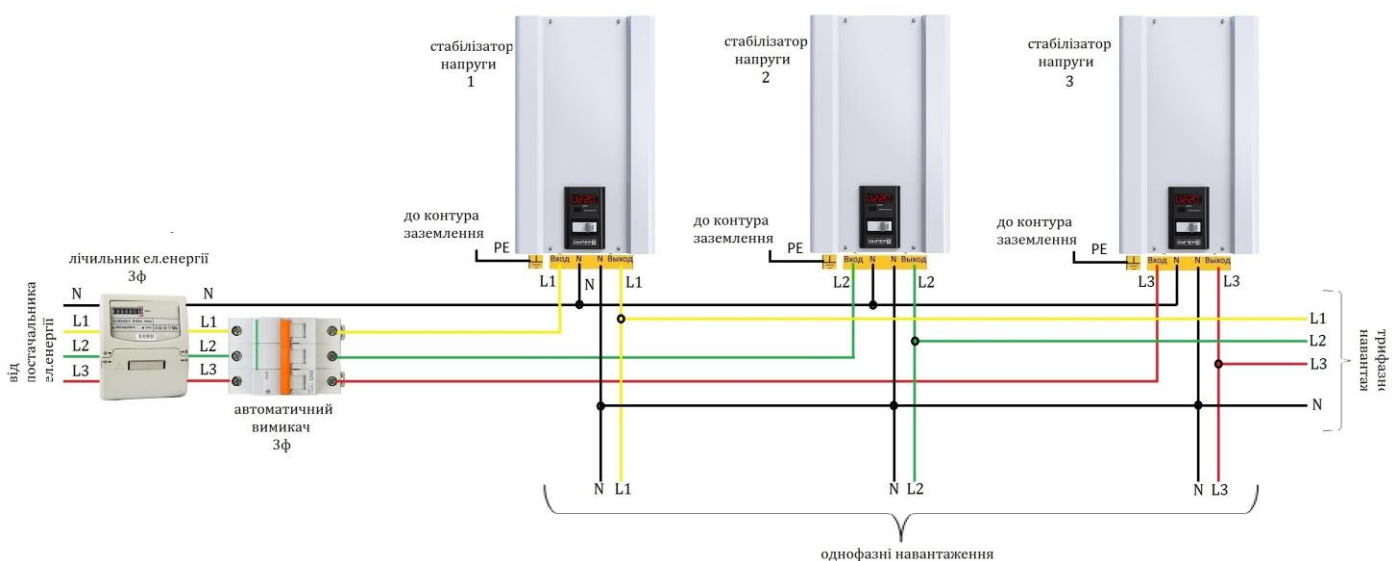 стабілізатор
напруги
1
стабілізатор
напруги
2
стабілізатор
напруги
3
до контура
заземлення
PE
до контура
заземлення
PE
до контура
заземлення
PE
Вход N N Выход
Вход N N Выход
Вход N N Выход
L1 N L1
L2 L2
L3 L3
лічильник ел.енергії
3ф
від
постачальника
ел.енергії
N N
L1 L1
L2 L2
L3 L3
автоматичний
вимикач
3ф
L1
L2
L3
N
трифазні
навантаж
N L1
N L2
N L3
однофазні навантаження